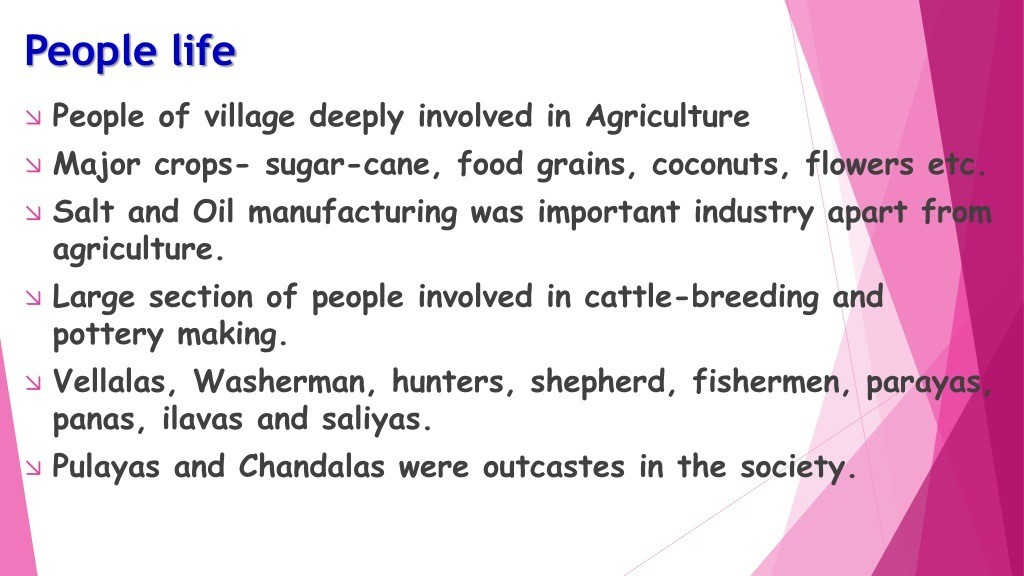 People life
People of village deeply involved in Agriculture
Major crops- sugar-cane, food grains, coconuts, flowers etc.
Salt and Oil manufacturing was important industry apart from
agriculture.
Large section of people involved in cattle-breeding and
pottery making.
Vellalas, Washerman, hunters, shepherd, fishermen, parayas,
panas, ilavas and saliyas.
Pulayas and Chandalas were outcastes in the society.